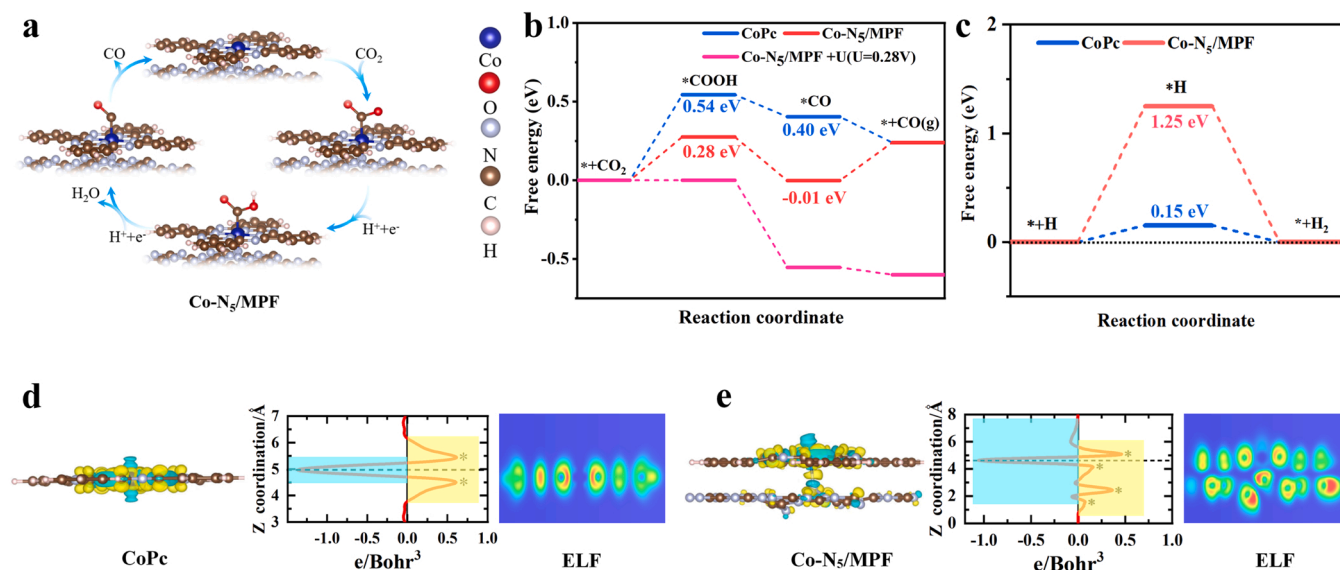 a
CO
CO₂
H₂O
H⁺+e⁻
H⁺+e⁻
Co-N₅/MPF
Co
O
N
C
H
b
CoPc
Co-N₅/MPF
Co-N₅/MPF +U(U=0.28V)
Free energy (eV)
1.0
0.5
0.0
-0.5
*+CO₂
*COOH
0.54 eV
0.28 eV
*CO
0.40 eV
-0.01 eV
*+CO(g)
Reaction coordinate
c
CoPc
Co-N₅/MPF
Free energy (eV)
2
1
0
*+H
*H
1.25 eV
0.15 eV
*+H₂
Reaction coordinate
d
CoPc
Z coordination/Å
7
6
5
4
3
*
*
-1.0 -0.5 0.0 0.5 1.0
e/Bohr³
ELF
e
Co-N₅/MPF
Z coordination/Å
8
6
4
2
0
*
*
*
*
-1.0 -0.5 0.0 0.5 1.0
e/Bohr³
ELF